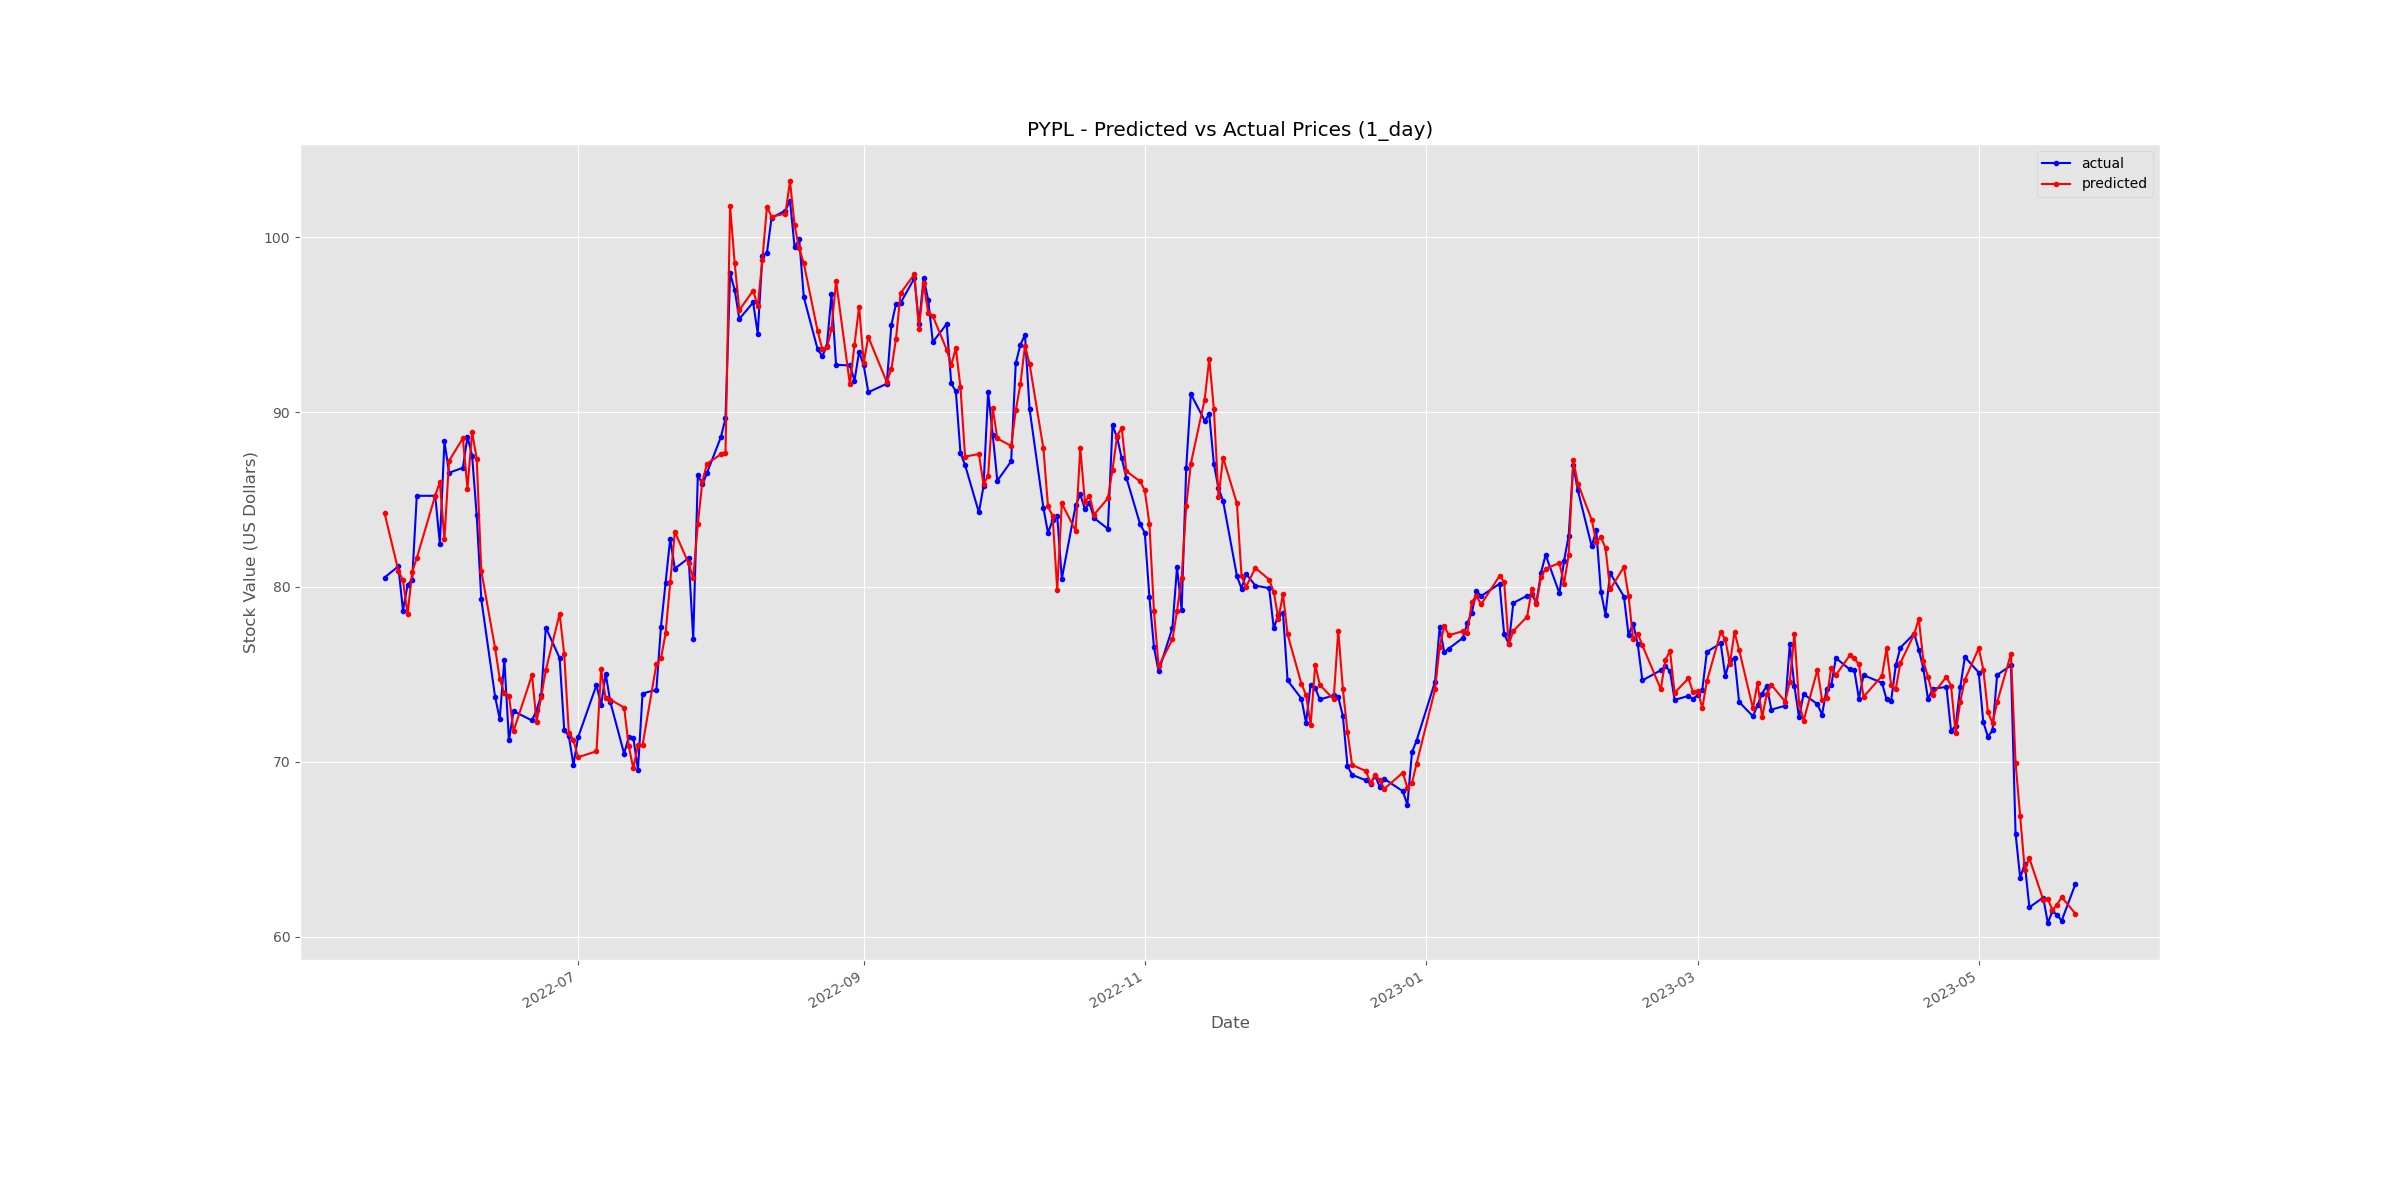 PYPL - Predicted vs Actual Prices (1_day)
actual
predicted
Stock Value (US Dollars)
100
90
80
70
60
2022-07
2022-09
2022-11
2023-01
2023-03
2023-05
Date